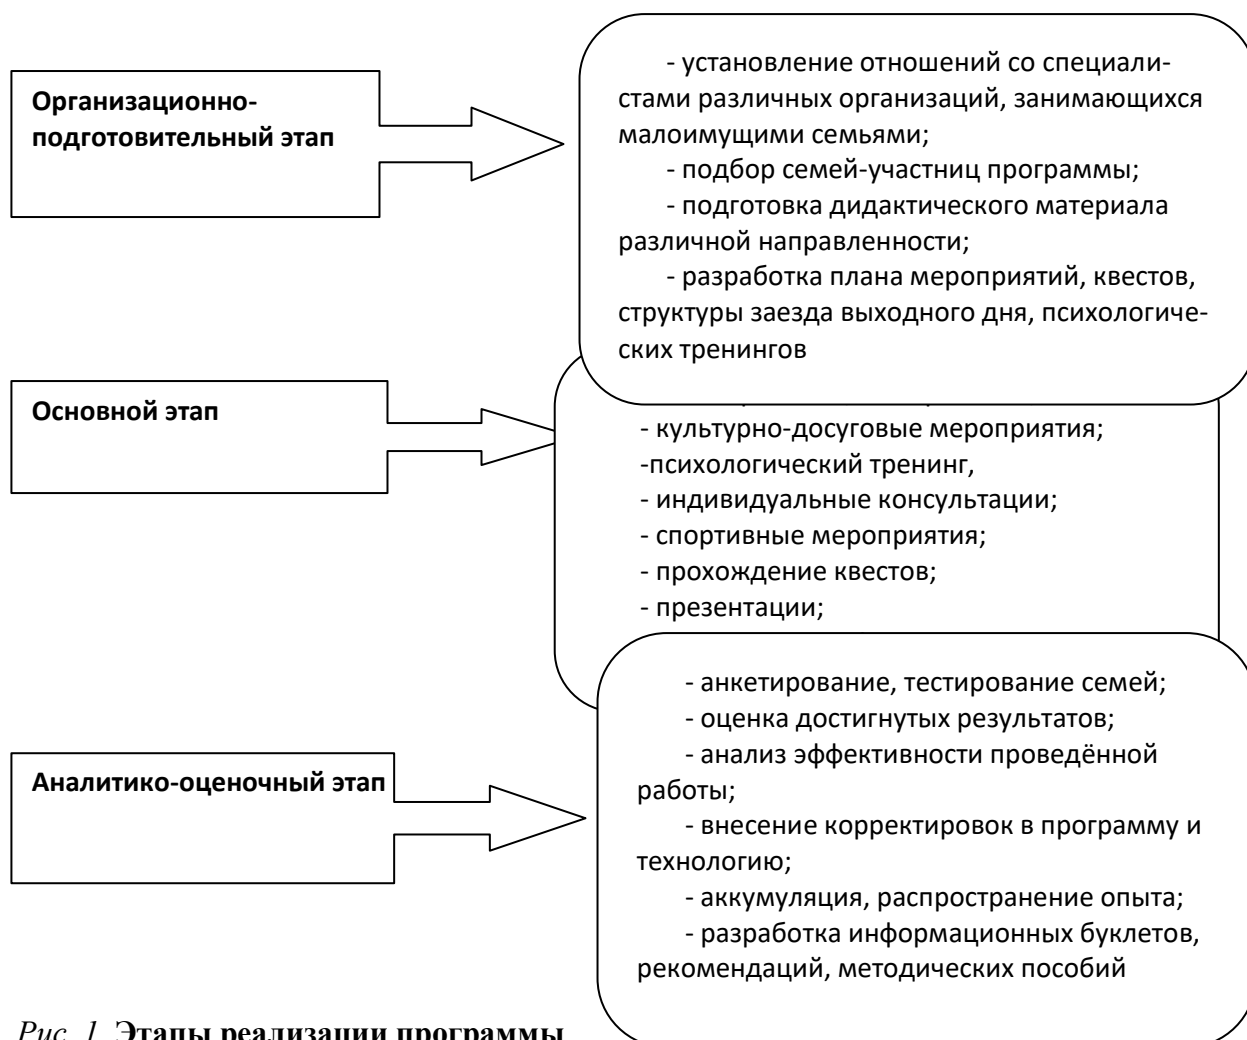 Организационно-
подготовительный этап
- установление отношений со специали-
стами различных организаций, занимающихся
малоимущими семьями;
- подбор семей-участниц программы;
- подготовка дидактического материала
различной направленности;
- разработка плана мероприятий, квестов,
структуры заезда выходного дня, психологиче-
ских тренингов
Основной этап
- культурно-досуговые мероприятия;
-психологический тренинг,
- индивидуальные консультации;
- спортивные мероприятия;
- прохождение квестов;
- презентации;
Аналитико-оценочный этап
- анкетирование, тестирование семей;
- оценка достигнутых результатов;
- анализ эффективности проведённой
работы;
- внесение корректировок в программу и
технологию;
- аккумуляция, распространение опыта;
- разработка информационных буклетов,
рекомендаций, методических пособий
Рис. 1 Этапы реализации программы